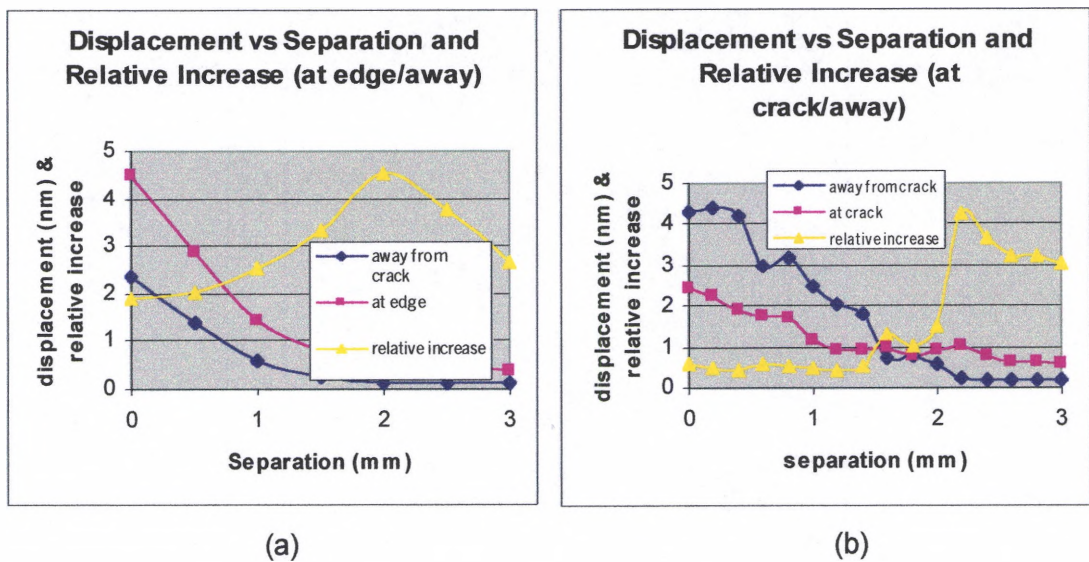 Displacement vs Separation and
Relative Increase (at edge/away)
displacement (nm) &
relative increase
5
4
3
2
1
0
away from
crack
at edge
relative increase
0 1 2 3
Separation (mm)
(a)
Displacement vs Separation and
Relative Increase (at
crack/away)
displacement (nm) &
relative increase
5
4
3
2
1
0
away from crack
at crack
relative increase
0 1 2 3
separation (mm)
(b)